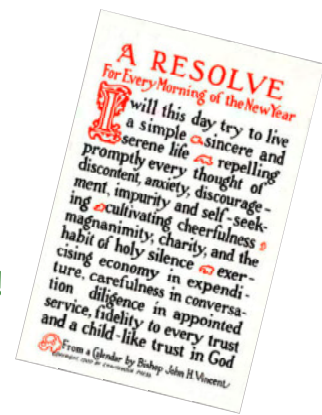 A RESOLVE
For Every Morning of the New Year
I will this day try to live
a simple sincere and
serene life repelling
promptly every thought of
discontent, anxiety, discourage-
ment, impurity and self-seek-
ing cultivating cheerfulness
magnanimity, charity, and the
habit of holy silence exer-
cising economy in expendi-
ture, carefulness in conversa-
tion diligence in appointed
service, fidelity to every trust
and a child-like trust in God
From a Calendar by Bishop John H. Vincent
COPYRIGHT
!